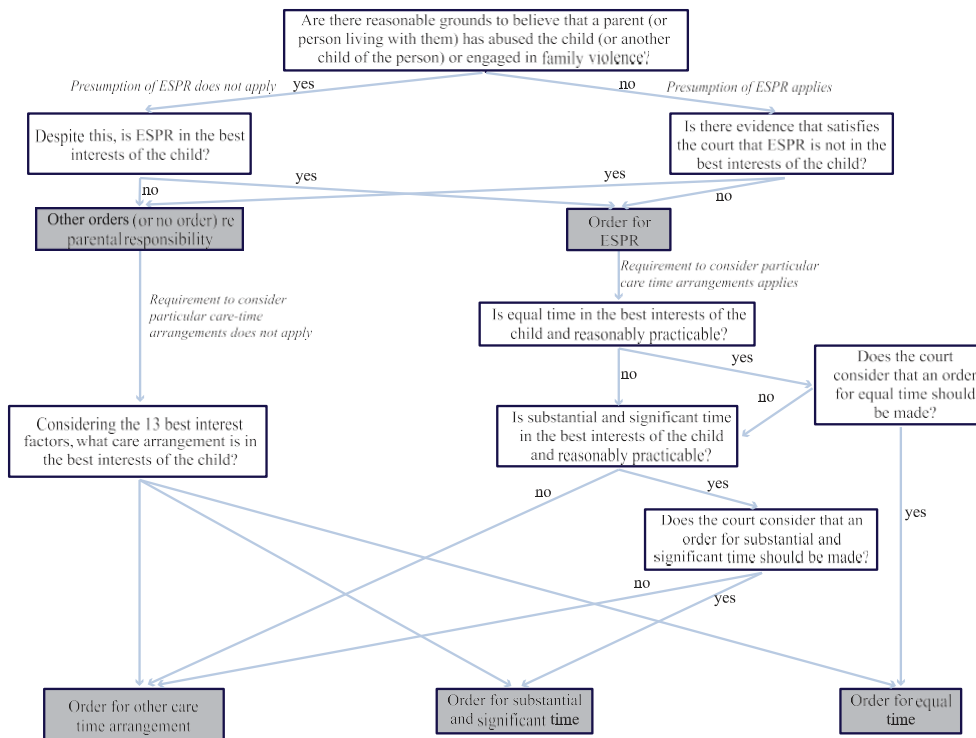 Are there reasonable grounds to believe that a parent (or
person living with them) has abused the child (or another
child of the person) or engaged in family violence?
Presumption of ESPR does not apply
yes
no
Presumption of ESPR applies
Despite this, is ESPR in the best
interests of the child?
Is there evidence that satisfies
the court that ESPR is not in the
best interests of the child?
yes
yes
no
no
Other orders (or no order) re
parental responsibility
Order for
ESPR
Requirement to consider particular
care time arrangements applies
Requirement to consider
particular care-time
arrangements does not apply
Is equal time in the best interests of the
child and reasonably practicable?
yes
no
Does the court
consider that an order
for equal time should
be made?
no
Considering the 13 best interest
factors, what care arrangement is in
the best interests of the child?
Is substantial and significant time
in the best interests of the child
and reasonably practicable?
no
yes
Does the court consider that an
order for substantial and
significant time should be made?
yes
no
yes
Order for other care
time arrangement
Order for substantial
and significant time
Order for equal
time